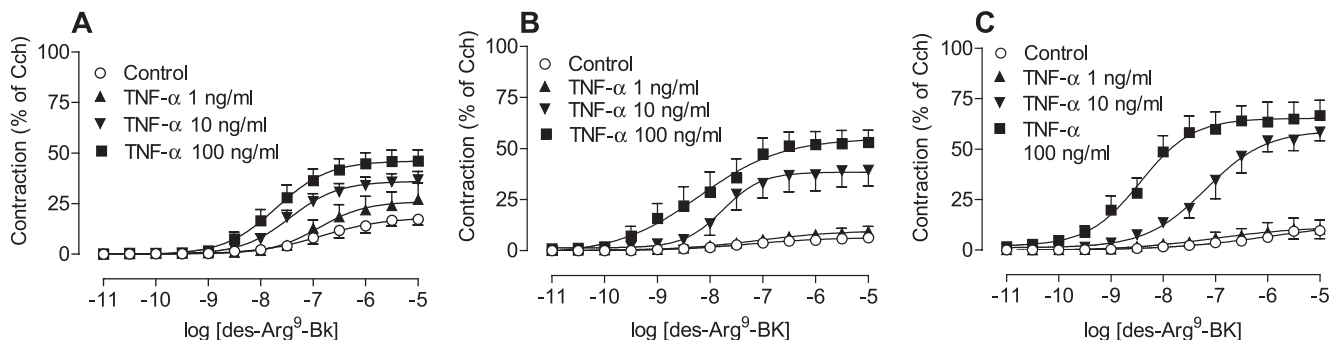 A
Contraction (% of Cch)
100
75
50
25
0
Control
TNF-α 1 ng/ml
TNF-α 10 ng/ml
TNF-α 100 ng/ml
-11 -10 -9 -8 -7 -6 -5
log [des-Arg⁹-Bk]
B
Contraction (% of Cch)
100
75
50
25
0
Control
TNF-α 1 ng/ml
TNF-α 10 ng/ml
TNF-α 100 ng/ml
-11 -10 -9 -8 -7 -6 -5
log [des-Arg⁹-BK]
C
Contraction (% of Cch)
100
75
50
25
0
Control
TNF-α 1 ng/ml
TNF-α 10 ng/ml
TNF-α
100 ng/ml
-11 -10 -9 -8 -7 -6 -5
log [des-Arg⁹-BK]